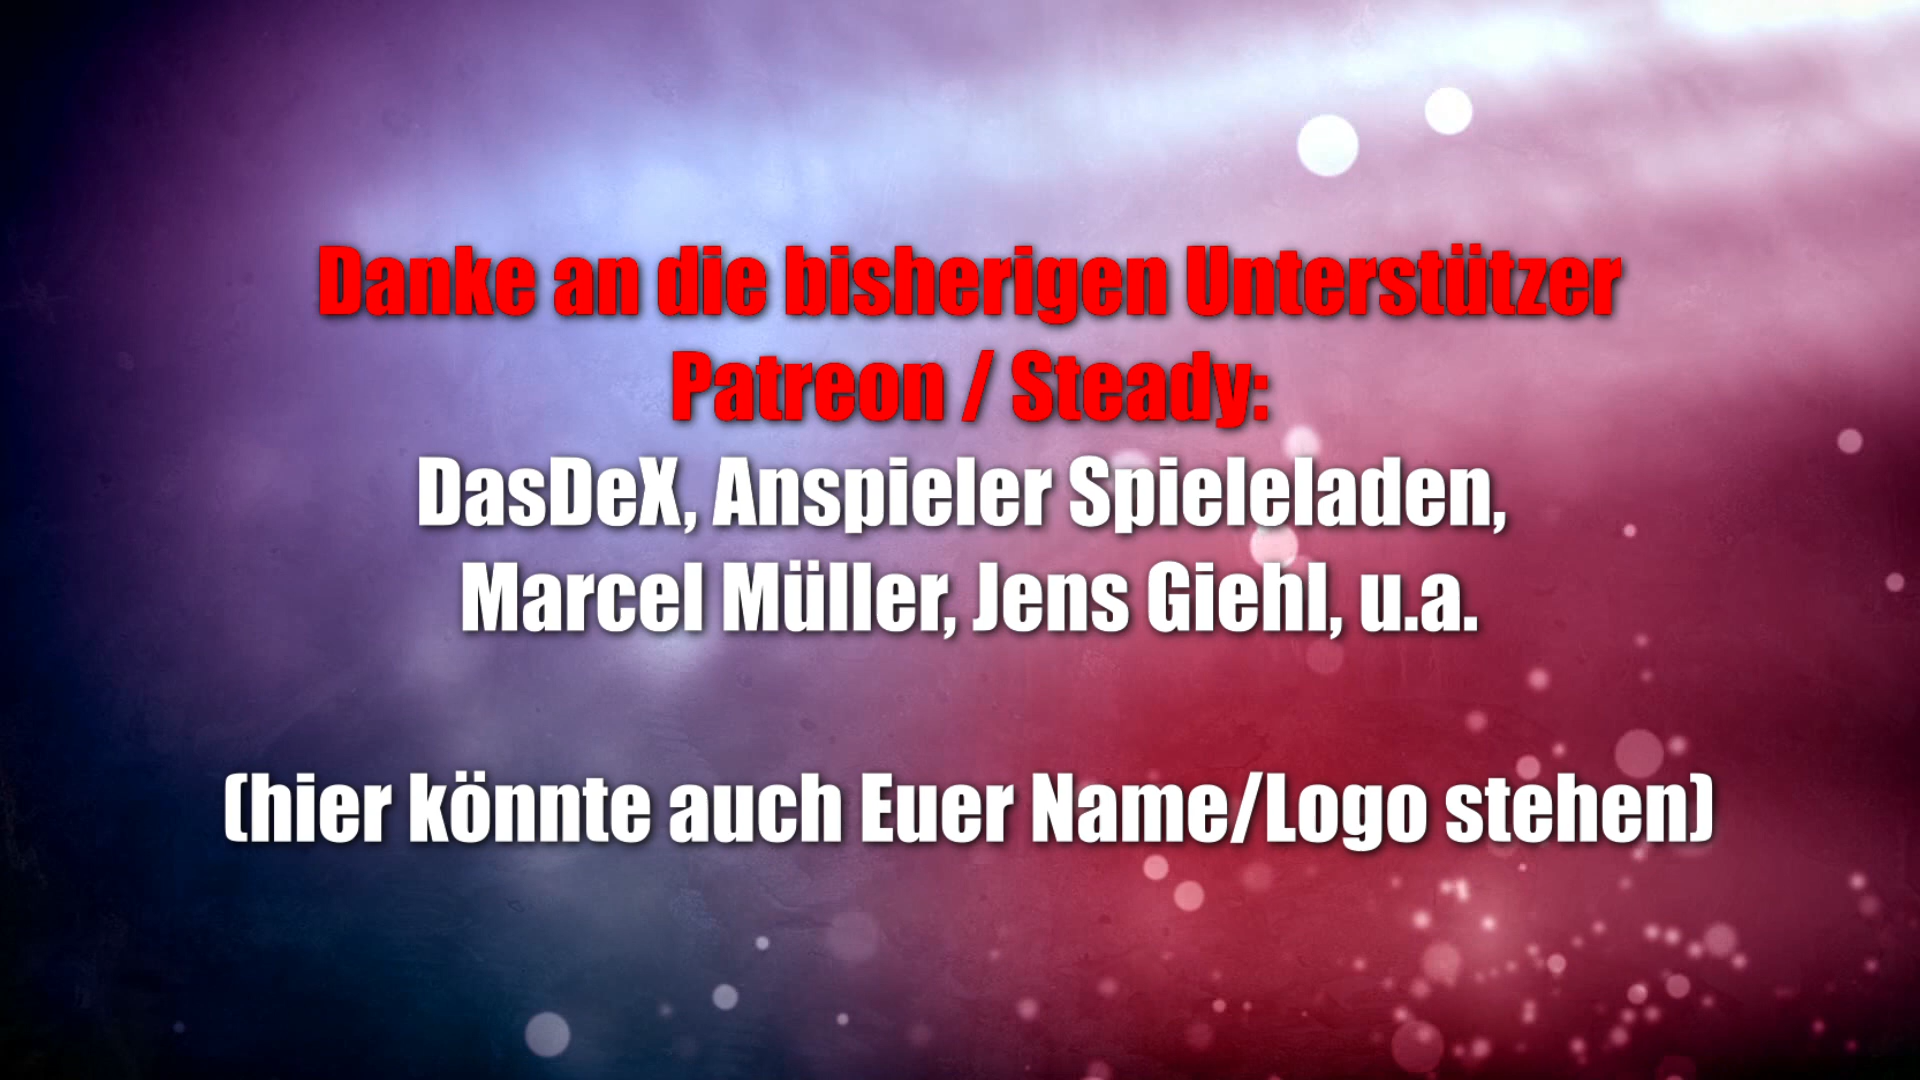 Danke an die bisherigen Unterstützer
Patreon / Steady:
DasDeX, Anspieler Spieleladen,
Marcel Müller, Jens Giehl, u.a.
(hier könnte auch Euer Name/Logo stehen)